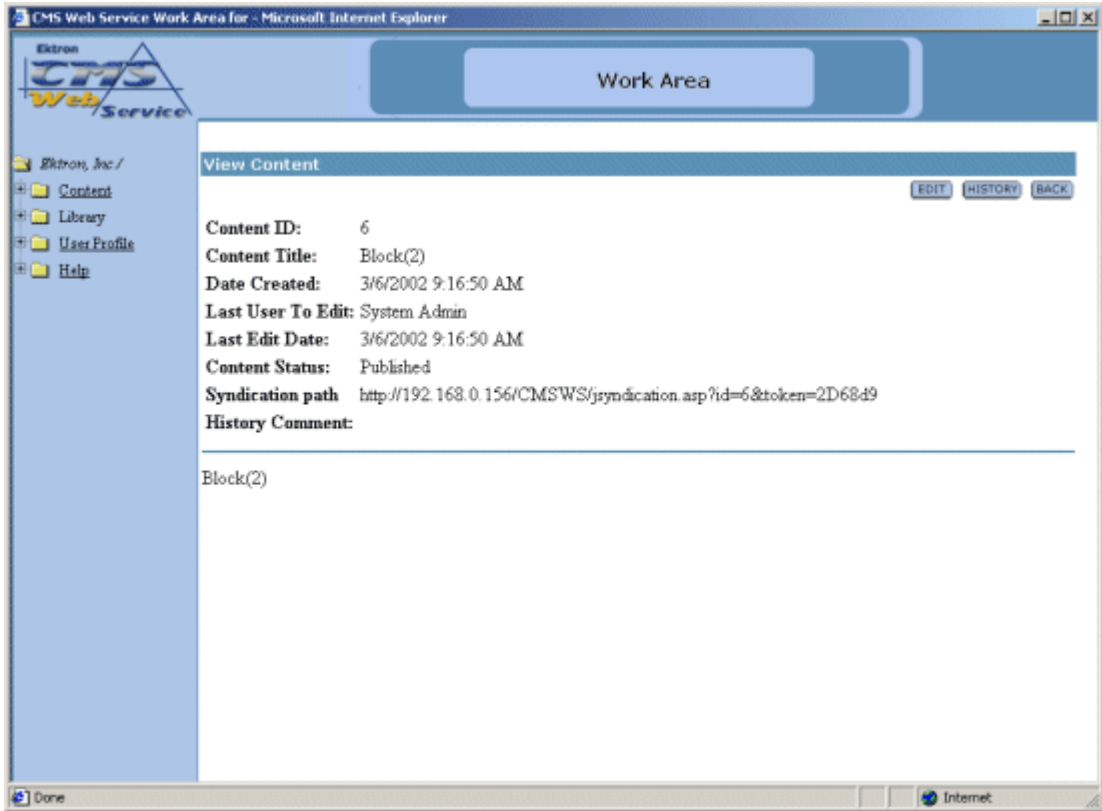 CMS Web Service Work Area for - Microsoft Internet Explorer
Ektron
CMS
Web Service
Work Area
Ektron, Inc /
Content
Library
User Profile
Help
View Content
EDIT HISTORY BACK
Content ID: 6
Content Title: Block(2)
Date Created: 3/6/2002 9:16:50 AM
Last User To Edit: System Admin
Last Edit Date: 3/6/2002 9:16:50 AM
Content Status: Published
Syndication path http://192.168.0.156/CMSWS/jsyndication.asp?id=6&ttoken=2D68d9
History Comment:
Block(2)
Done
Internet